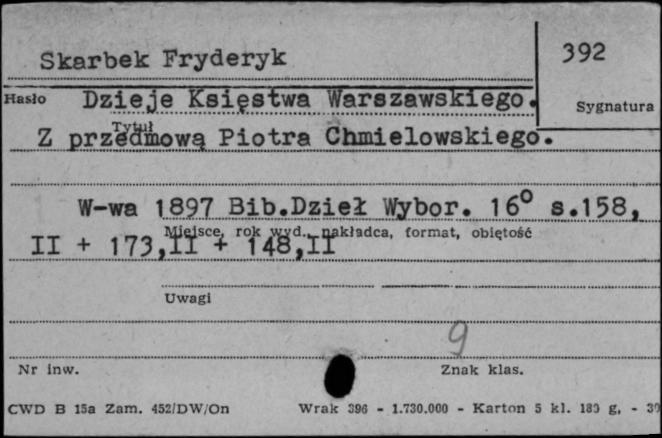 Skarbek Fryderyk
392
Hasło
Dzieje Księstwa Warszawskiego.
Sygnatura
Tytuł
Z przedmową Piotra Chmielowskiego.
W-wa 1897 Bib.Dzieł Wybor. 16° s.158,
Miejsce, rok wyd., nakładca, format, objętość
II + 173,II + 148,II
Uwagi
9
Nr inw.
Znak klas.
CWD B 15a Zam. 452/DW/On
Wrak 396 - 1.730.000 - Karton 5 kl. 180 g, - 30